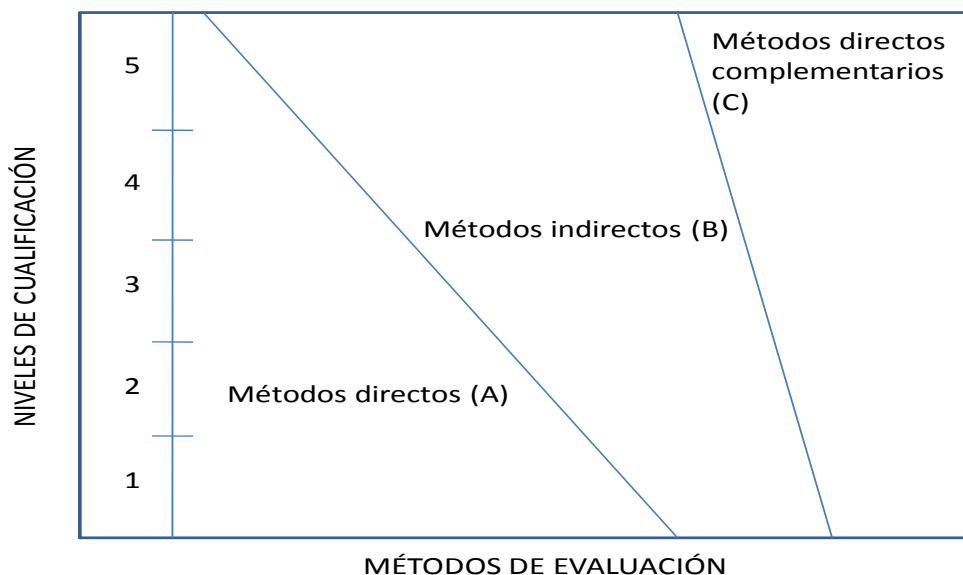 NIVELES DE CUALIFICACIÓN
5
4
3
2
1
Métodos directos
complementarios
(C)
Métodos indirectos (B)
Métodos directos (A)
MÉTODOS DE EVALUACIÓN